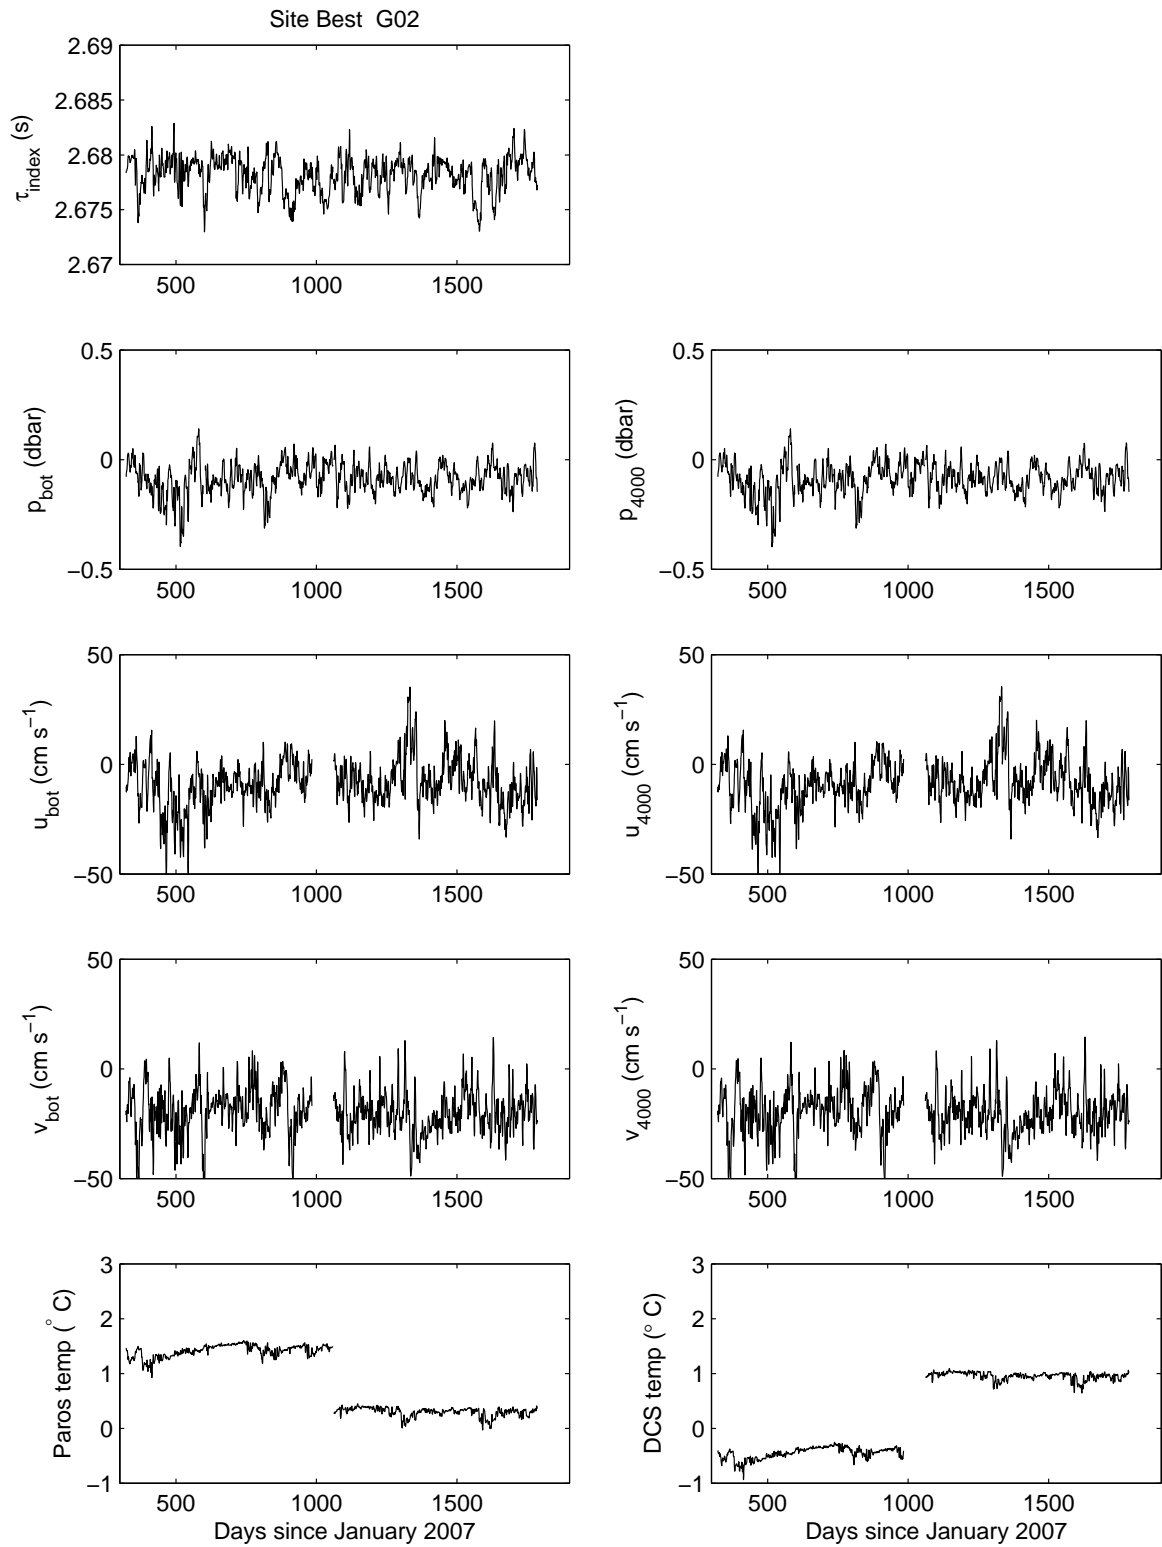 Site Best G02
2.69
2.685
2.68
2.675
2.67
τindex (s)
500 1000 1500
0.5
0
−0.5
pbot (dbar)
500 1000 1500
0.5
0
−0.5
p4000 (dbar)
500 1000 1500
50
0
−50
ubot (cm s−1)
500 1000 1500
50
0
−50
u4000 (cm s−1)
500 1000 1500
50
0
−50
vbot (cm s−1)
500 1000 1500
50
0
−50
v4000 (cm s−1)
500 1000 1500
3
2
1
0
−1
Paros temp (° C)
500 1000 1500
Days since January 2007
3
2
1
0
−1
DCS temp (° C)
500 1000 1500
Days since January 2007